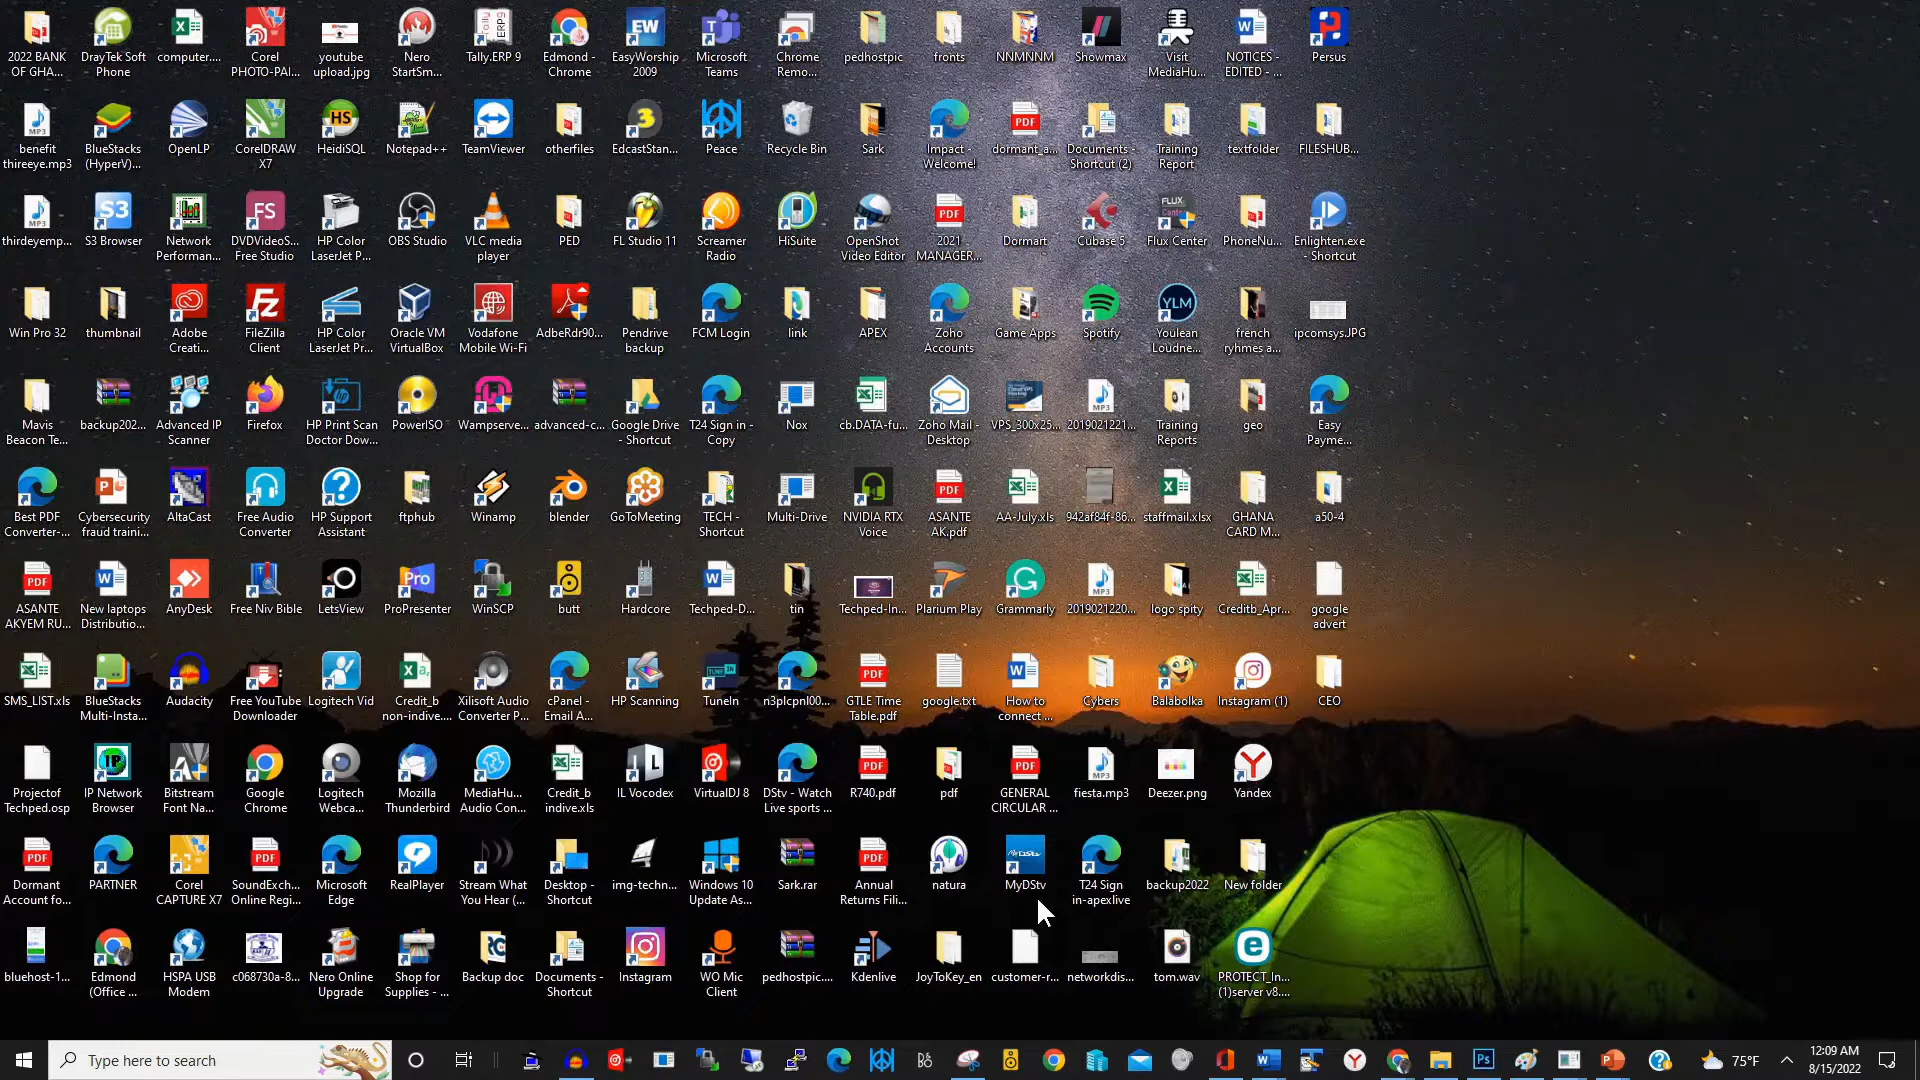 2022 BANK
OF GHA...
DrayTek Soft
Phone
computer....
Corel
PHOTO-PAI...
youtube
upload.jpg
Nero
StartSm...
Tally.ERP 9
Edmond -
Chrome
EasyWorship
2009
Microsoft
Teams
Chrome
Remo...
pedhostpic
fronts
NNMNNM
Showmax
Visit
MediaHu...
NOTICES -
EDITED - ...
Persus
benefit
thireeye.mp3
BlueStacks
(HyperV)...
OpenLP
CorelDRAW
X7
HeidiSQL
Notepad++
TeamViewer
otherfiles
EdcastStan...
Peace
Recycle Bin
Sark
Impact -
Welcome!
dormant_a...
Documents -
Shortcut (2)
Training
Report
textfolder
FILESHUB...
thirdeyemp...
S3 Browser
Network
Performan...
DVDVideoS...
Free Studio
HP Color
LaserJet P...
OBS Studio
VLC media
player
PED
FL Studio 11
Screamer
Radio
HiSuite
OpenShot
Video Editor
2021
MANAGER...
Dormart
Cubase 5
Flux Center
PhoneNu...
Enlighten.exe
- Shortcut
Win Pro 32
thumbnail
Adobe
Creati...
FileZilla
Client
HP Color
LaserJet Pr...
Oracle VM
VirtualBox
Vodafone
Mobile Wi-Fi
AdbeRdr90...
Pendrive
backup
FCM Login
link
APEX
Zoho
Accounts
Game Apps
Spotify
Youlean
Loudne...
french
ryhmes a...
ipcomsys.JPG
Mavis
Beacon Te...
backup202...
Advanced IP
Scanner
Firefox
HP Print Scan
Doctor Dow...
PowerISO
Wampserve...
advanced-c...
Google Drive
- Shortcut
T24 Sign in -
Copy
Nox
cb.DATA-fu...
Zoho Mail -
Desktop
VPS_300x25...
2019021221...
Training
Reports
geo
Easy
Payme...
Best PDF
Converter-...
Cybersecurity
fraud traini...
AltaCast
Free Audio
Converter
HP Support
Assistant
ftphub
Winamp
blender
GoToMeeting
TECH -
Shortcut
Multi-Drive
NVIDIA RTX
Voice
ASANTE
AK.pdf
AA-July.xls
942af84f-86...
staffmail.xlsx
GHANA
CARD M...
a50-4
ASANTE
AKYEM RU...
New laptops
Distributio...
AnyDesk
Free Niv Bible
LetsView
ProPresenter
WinSCP
butt
Hardcore
Techped-D...
tin
Techped-In...
Plarium Play
Grammarly
2019021220...
logo spity
Creditb_Apr...
google
advert
SMS_LIST.xls
BlueStacks
Multi-Insta...
Audacity
Free YouTube
Downloader
Logitech Vid
Credit_b
non-indive....
Xilisoft Audio
Converter P...
cPanel -
Email A...
HP Scanning
TuneIn
n3plcpnl00...
GTLE Time
Table.pdf
google.txt
How to
connect ...
Cybers
Balabolka
Instagram (1)
CEO
Projectof
Techped.osp
IP Network
Browser
Bitstream
Font Na...
Google
Chrome
Logitech
Webca...
Mozilla
Thunderbird
MediaHu...
Audio Con...
Credit_b
indive.xls
IL Vocodex
VirtualDJ 8
DStv - Watch
Live sports ...
R740.pdf
pdf
GENERAL
CIRCULAR ...
fiesta.mp3
Deezer.png
Yandex
Dormant
Account fo...
PARTNER
Corel
CAPTURE X7
SoundExch...
Online Regi...
Microsoft
Edge
RealPlayer
Stream What
You Hear (...
Desktop -
Shortcut
img-techn...
Windows 10
Update As...
Sark.rar
Annual
Returns Fili...
natura
MyDStv
T24 Sign
in-apexlive
backup2022
New folder
bluehost-1...
Edmond
(Office ...
HSPA USB
Modem
c068730a-8...
Nero Online
Upgrade
Shop for
Supplies - ...
Backup doc
Documents -
Shortcut
Instagram
WO Mic
Client
pedhostpic....
Kdenlive
JoyToKey_en
customer-r...
networkdis...
tom.wav
PROTECT_In...
(1)server v8....
Type here to search
75°F
12:09 AM
8/15/2022